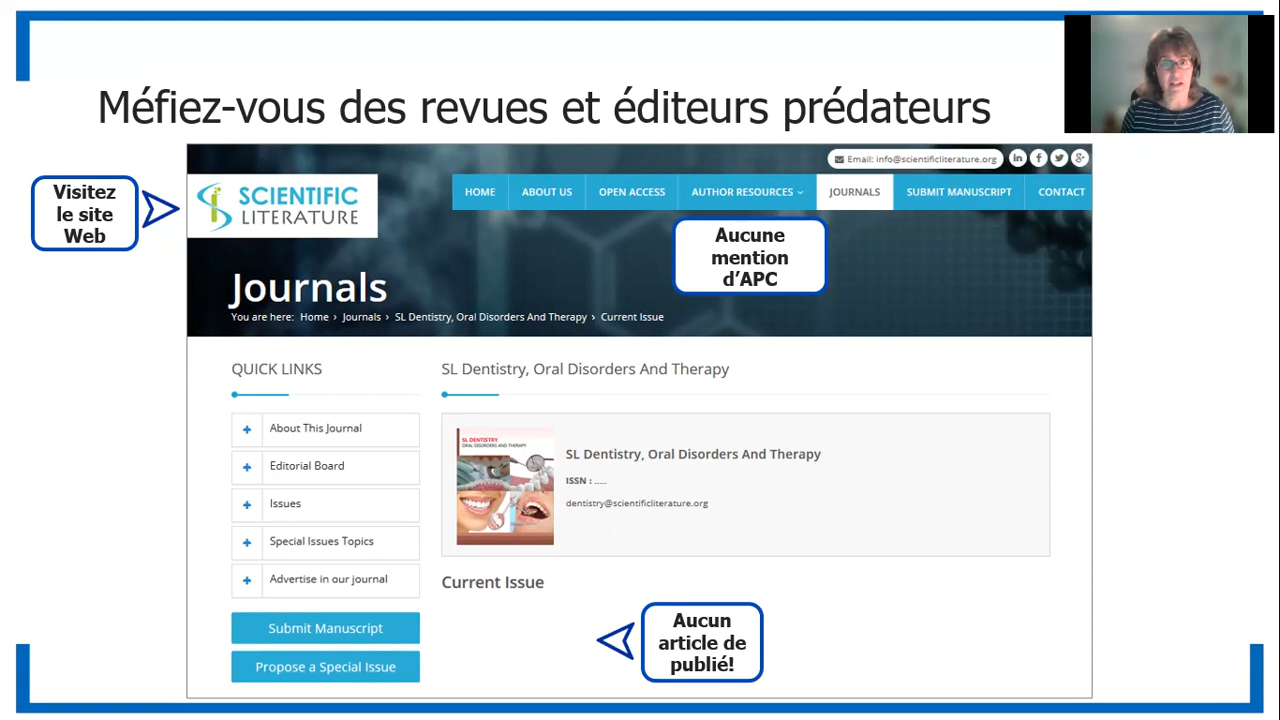 Méfiez-vous des revues et éditeurs prédateurs
Visitez
le site
Web
Email: info@scientificliterature.org
SCIENTIFIC
LITERATURE
HOME
ABOUT US
OPEN ACCESS
AUTHOR RESOURCES
JOURNALS
SUBMIT MANUSCRIPT
CONTACT
Aucune
mention
d'APC
Journals
You are here: Home › Journals › SL Dentistry, Oral Disorders And Therapy › Current Issue
QUICK LINKS
About This Journal
Editorial Board
Issues
Special Issues Topics
Advertise in our journal
Submit Manuscript
Propose a Special Issue
SL Dentistry, Oral Disorders And Therapy
SL DENTISTRY
ORAL DISORDERS AND THERAPY
SL Dentistry, Oral Disorders And Therapy
ISSN : .....
dentistry@scientificliterature.org
Current Issue
Aucun
article de
publié!